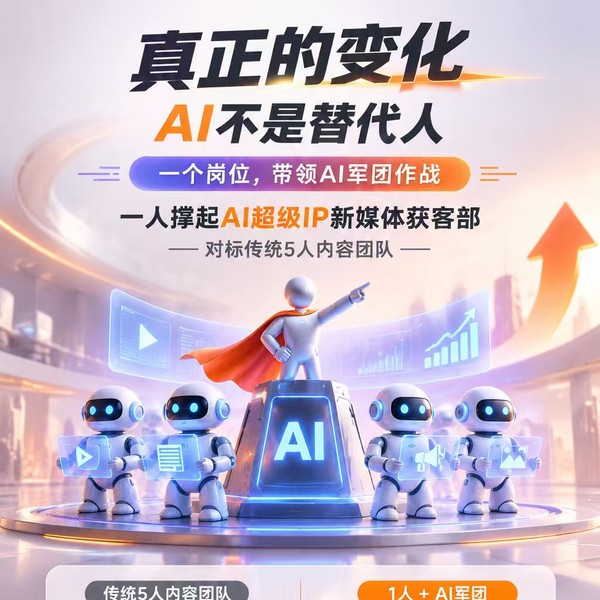 真正的变化
AI不是替代人
一个岗位，带领AI军团作战
一人撑起AI超级IP新媒体获客部
对标传统5人内容团队
AI
传统5人内容团队
1人 + AI军团